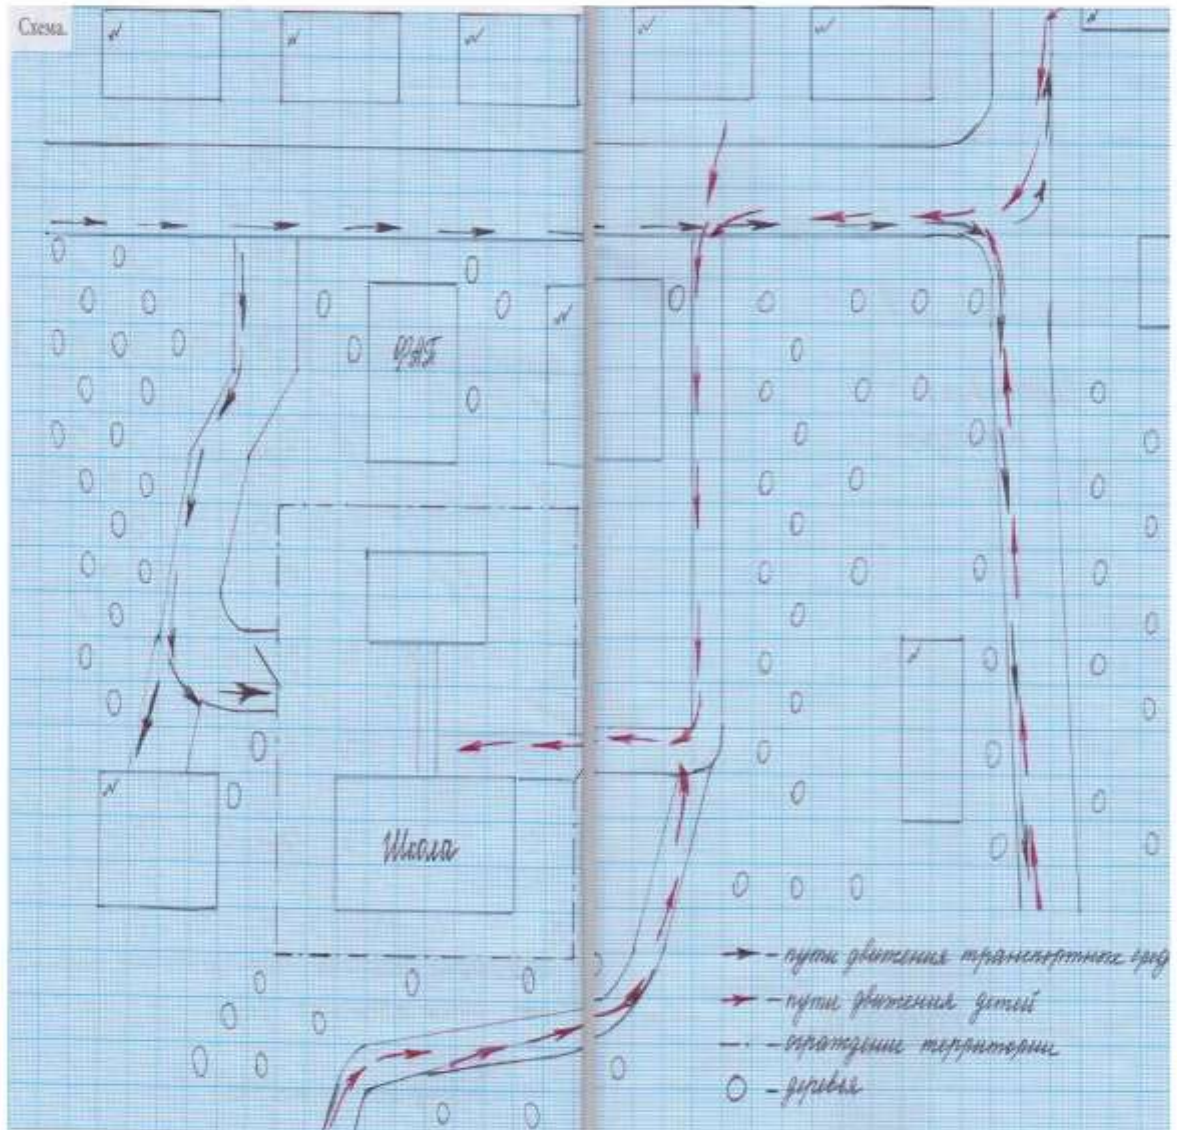 Схема.
ФАП
Школа
- пути движения транспортных сред
- пути движения детей
- ограждение территории
- деревья